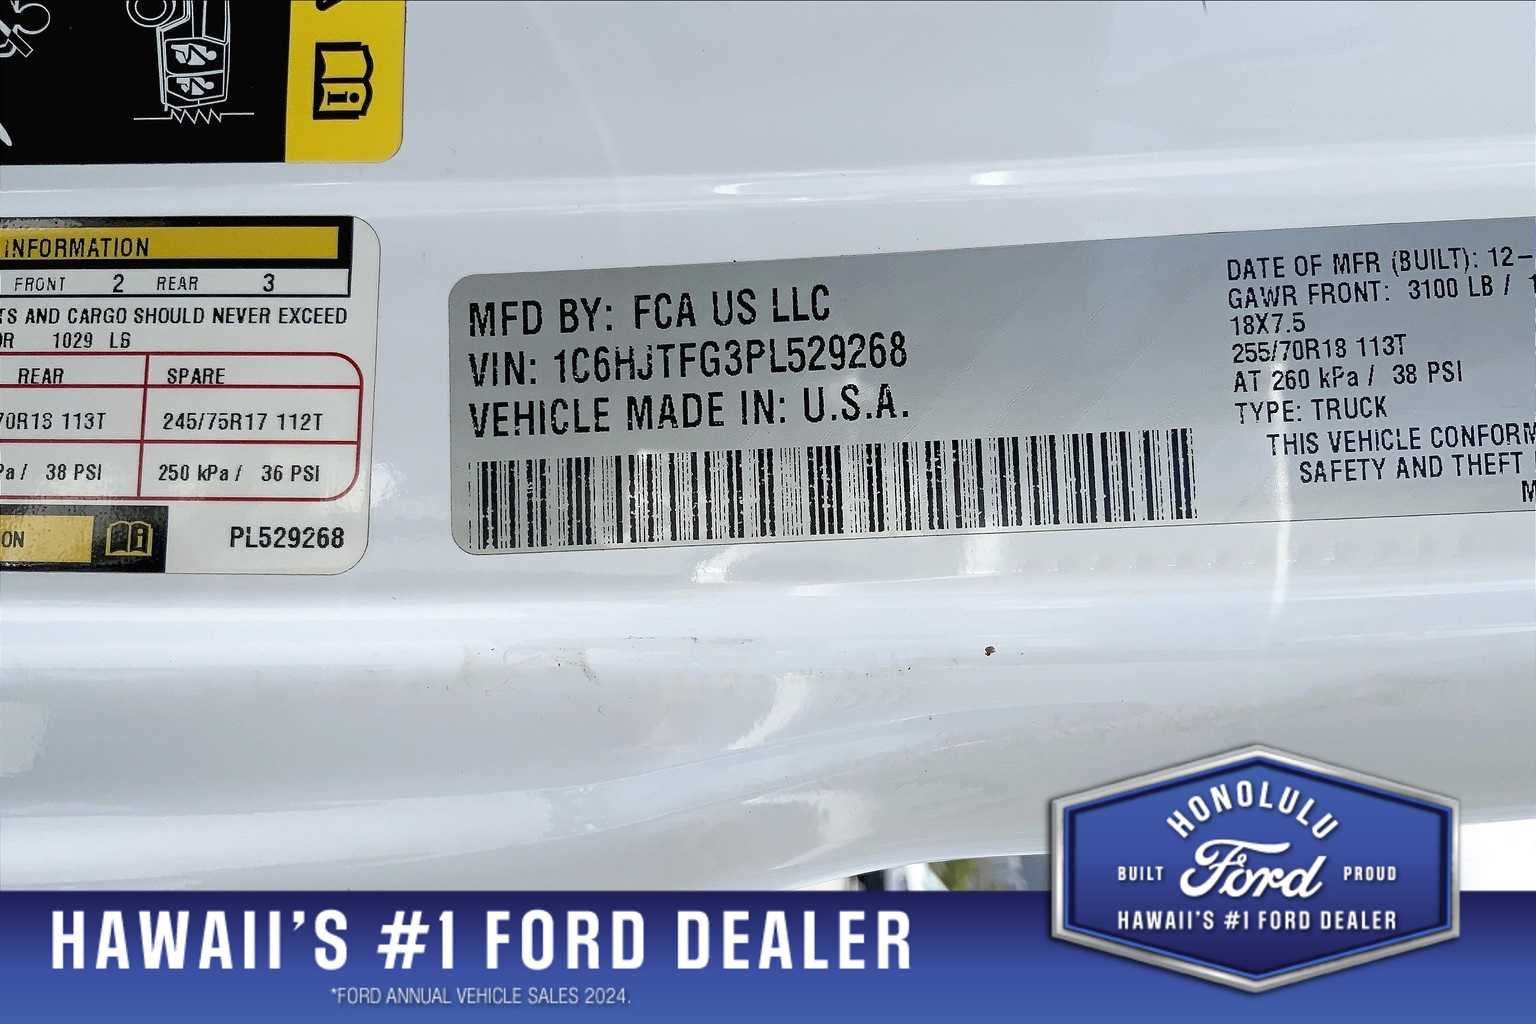 INFORMATION
FRONT 2 REAR 3
TS AND CARGO SHOULD NEVER EXCEED
OR 1029 LB
REAR SPARE
70R18 113T 245/75R17 112T
Pa / 38 PSI 250 kPa / 36 PSI
ON
PL529268
MFD BY: FCA US LLC
VIN: 1C6HJTFG3PL529268
VEHICLE MADE IN: U.S.A.
DATE OF MFR (BUILT): 12-
GAWR FRONT: 3100 LB / 1
18X7.5
255/70R18 113T
AT 260 kPa / 38 PSI
TYPE: TRUCK
THIS VEHICLE CONFORM
SAFETY AND THEFT
M
HONOLULU
BUILT Ford PROUD
HAWAII'S #1 FORD DEALER
HAWAII'S #1 FORD DEALER
*FORD ANNUAL VEHICLE SALES 2024.